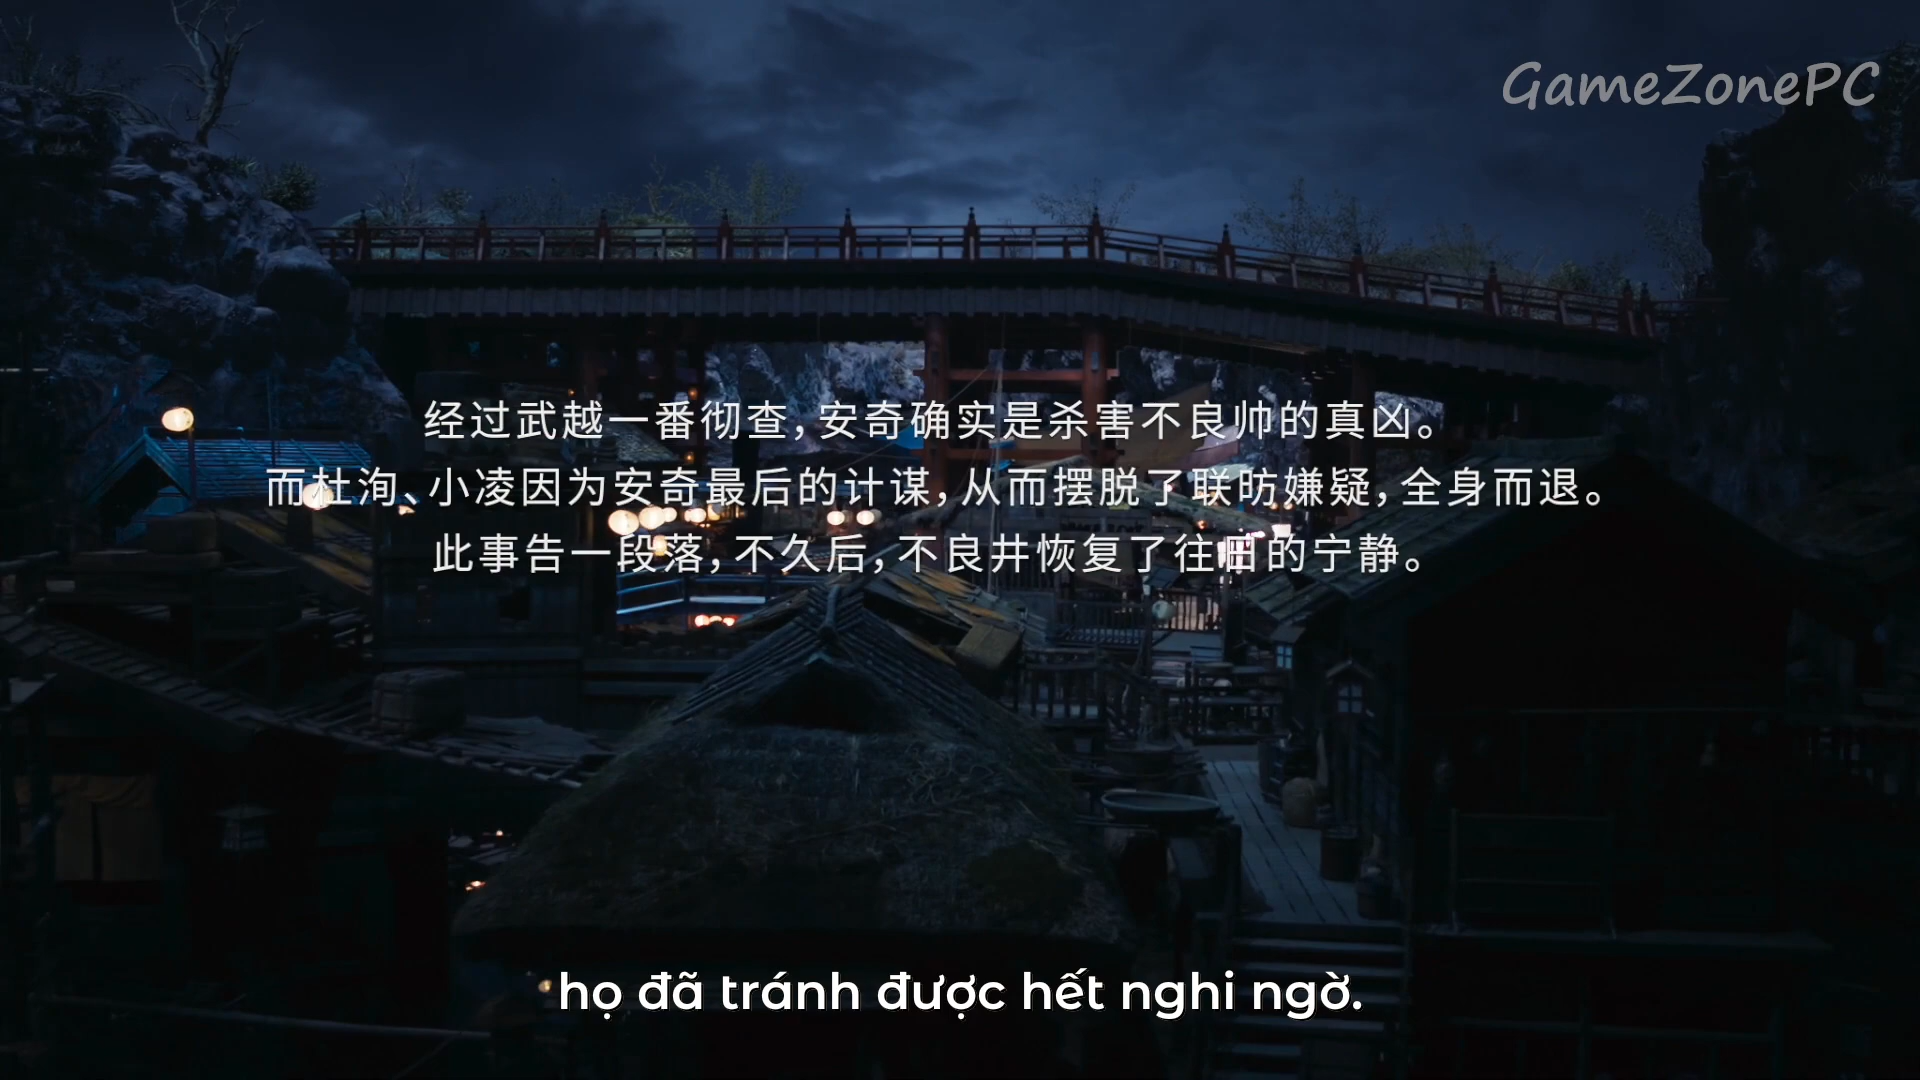 GameZonePC
经过武越一番彻查，安奇确实是杀害不良帅的真凶。
而杜洵、小凌因为安奇最后的计谋，从而摆脱了联昉嫌疑，全身而退。
此事告一段落，不久后，不良井恢复了往日的宁静。
họ đã tránh được hết nghi ngờ.